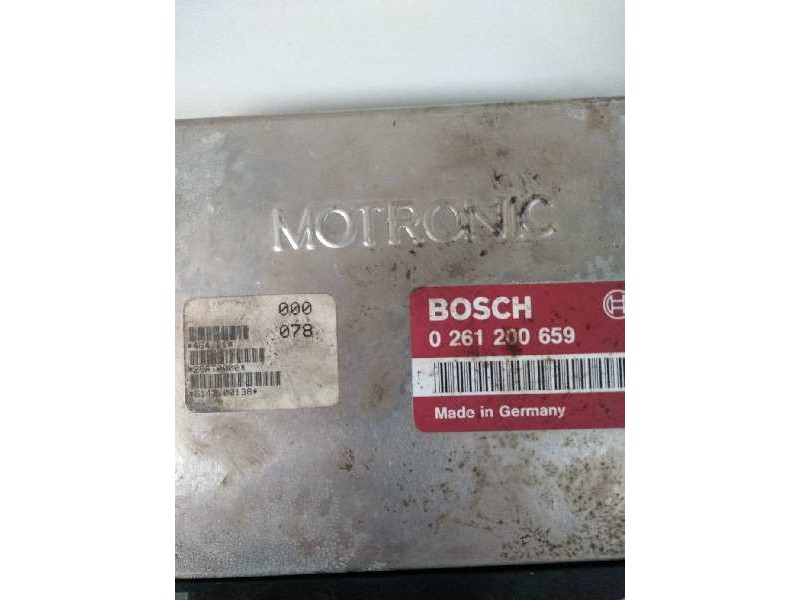 MOTRONIC
000
078
BOSCH
0 261 200 659
Made in Germany